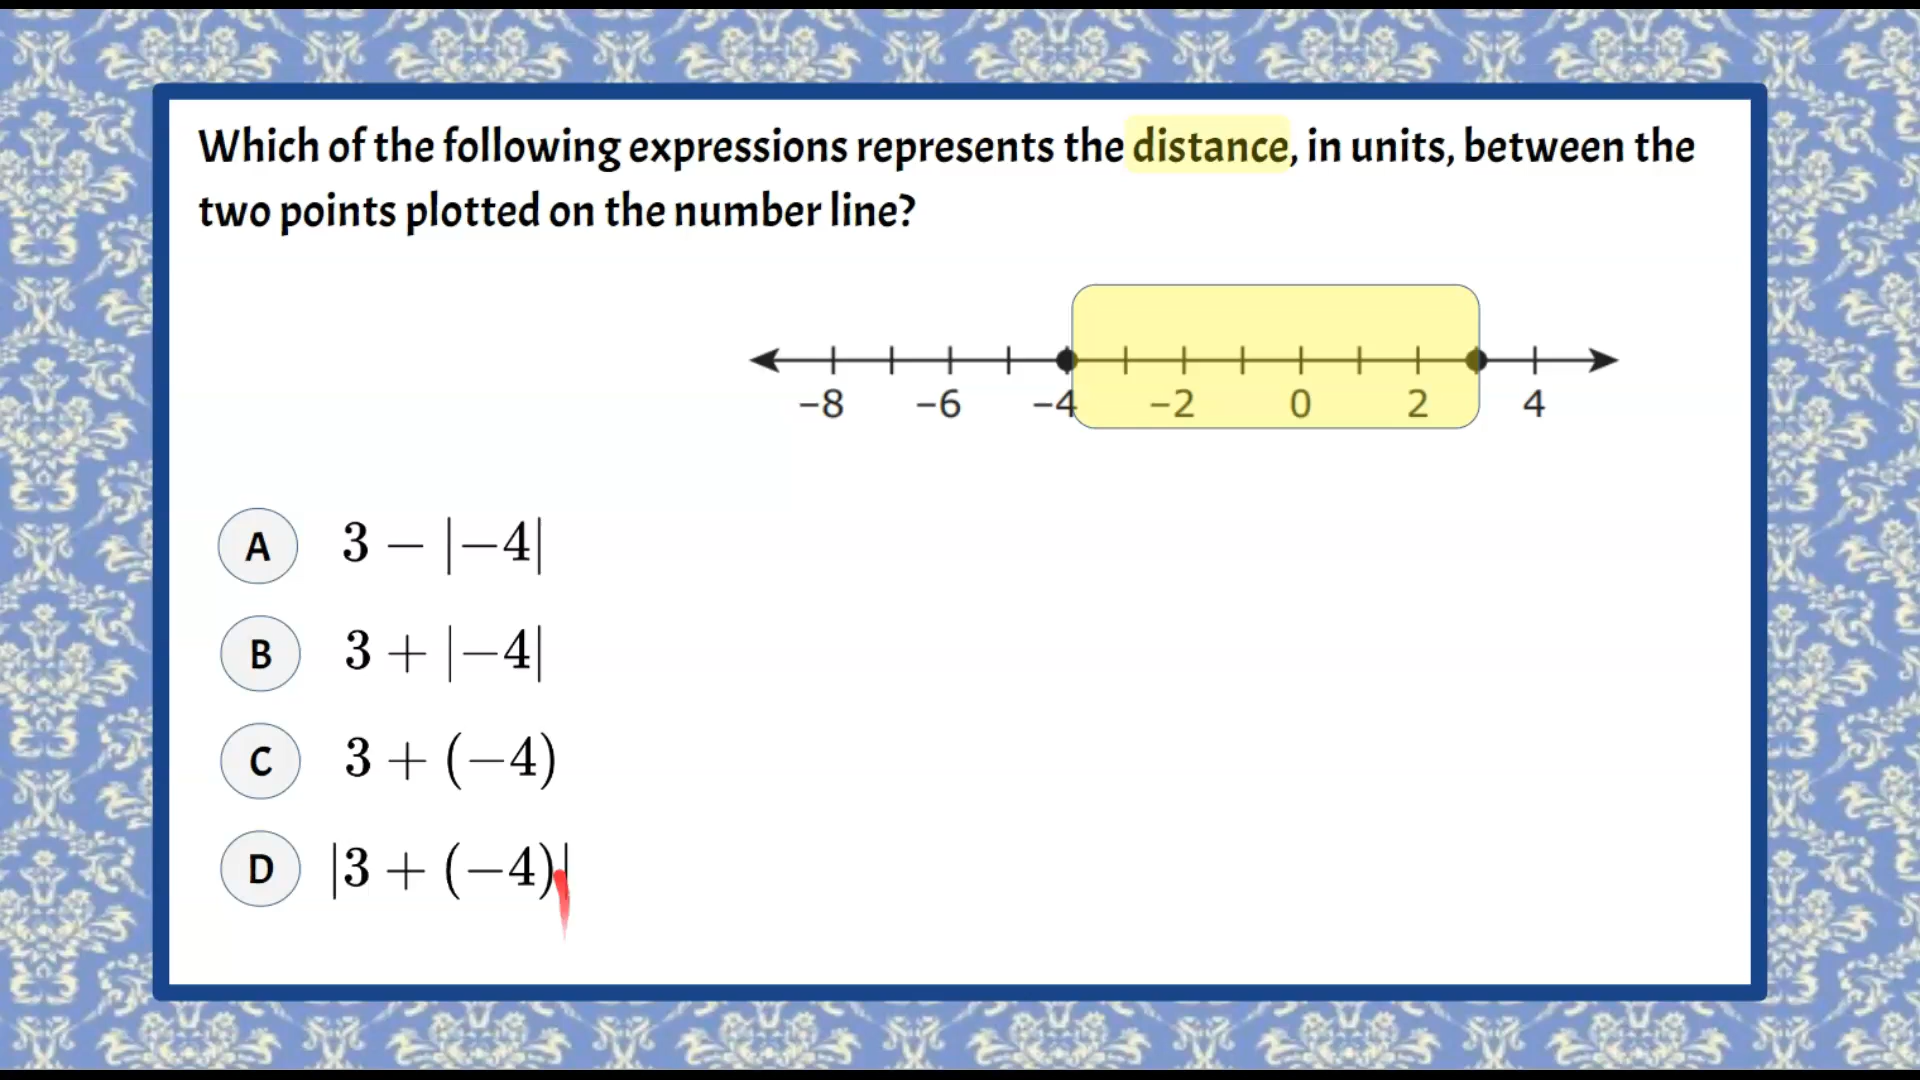 Which of the following expressions represents the distance, in units, between the
two points plotted on the number line?
−8 −6 −4 −2 0 2 4
A 3 − |−4|
B 3 + |−4|
C 3 + (−4)
D |3 + (−4)|